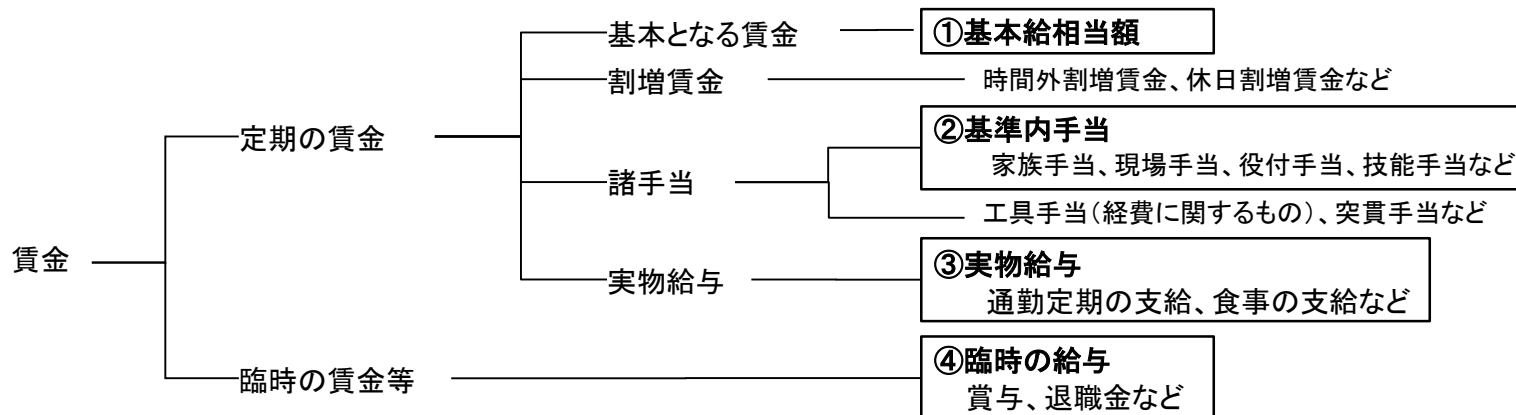 基本となる賃金
①基本給相当額
割増賃金
時間外割増賃金、休日割増賃金など
定期の賃金
②基準内手当
家族手当、現場手当、役付手当、技能手当など
諸手当
工具手当(経費に関するもの)、突貫手当など
賃金
実物給与
③実物給与
通勤定期の支給、食事の支給など
臨時の賃金等
④臨時の給与
賞与、退職金など